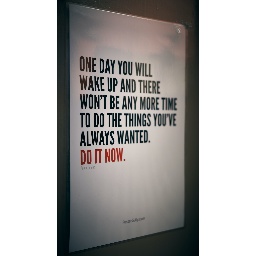 ONE DAY YOU WILL
WAKE UP AND THERE
WON'T BE ANY MORE TIME
TO DO THE THINGS YOU'VE
ALWAYS WANTED.
DO IT NOW.